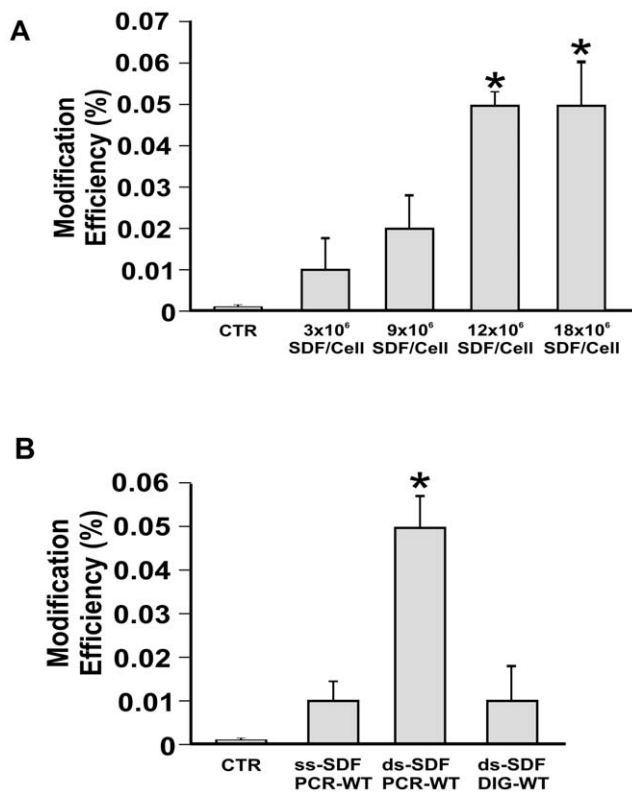 A
Modification
Efficiency (%)
0.07
0.06
0.05
0.04
0.03
0.02
0.01
0
*
*
CTR
3x10⁶
SDF/Cell
9x10⁶
SDF/Cell
12x10⁶
SDF/Cell
18x10⁶
SDF/Cell
B
Modification
Efficiency (%)
0.06
0.05
0.04
0.03
0.02
0.01
0
*
CTR
ss-SDF
PCR-WT
ds-SDF
PCR-WT
ds-SDF
DIG-WT